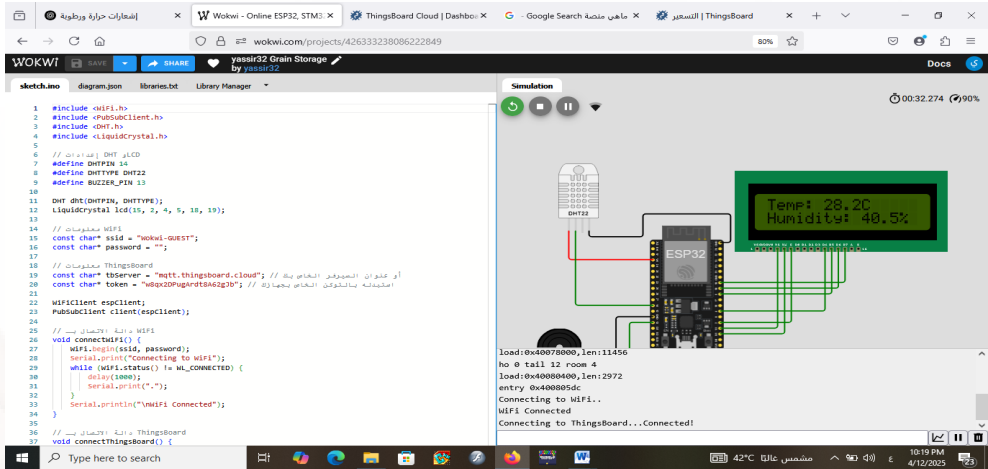 إشعارات حرارة ورطوبة
Wokwi - Online ESP32, STM3
ThingsBoard Cloud | Dashboa
ماهي منصة - Google Search
التسعير | ThingsBoard
wokwi.com/projects/426333238086222849
80%
WOKWI
SAVE
SHARE
yassir32 Grain Storage
by yassir32
Docs
sketch.ino
diagram.json
libraries.txt
Library Manager
1 #include <WiFi.h>
2 #include <PubSubClient.h>
3 #include <DHT.h>
4 #include <LiquidCrystal.h>
5
6 // إعدادات DHT وLCD
7 #define DHTPIN 14
8 #define DHTTYPE DHT22
9 #define BUZZER_PIN 13
10
11 DHT dht(DHTPIN, DHTTYPE);
12 LiquidCrystal lcd(15, 2, 4, 5, 18, 19);
13
14 // معلومات WiFi
15 const char* ssid = "Wokwi-GUEST";
16 const char* password = "";
17
18 // معلومات ThingsBoard
19 const char* tbServer = "mqtt.thingsboard.cloud"; // أو عنوان السيرفر الخاص بك
20 const char* token = "w8qx2OPugArdt8A62gJb"; // استبدله بالتوكن الخاص بجهازك
21
22 WiFiClient espClient;
23 PubSubClient client(espClient);
24
25 // دالة الاتصال بـ WiFi
26 void connectWiFi() {
27 WiFi.begin(ssid, password);
28 Serial.print("Connecting to WiFi");
29 while (WiFi.status() != WL_CONNECTED) {
30 delay(1000);
31 Serial.print(".");
32 }
33 Serial.println("\nWiFi Connected");
34 }
35
36 // دالة الاتصال بـ ThingsBoard
37 void connectThingsBoard() {
Simulation
00:32.274 90%
DHT22
Temp: 28.2C
Humidity: 40.5%
ESP32
load:0x40078000,len:11456
ho 0 tail 12 room 4
load:0x40080400,len:2972
entry 0x400805dc
Connecting to WiFi..
WiFi Connected
Connecting to ThingsBoard...Connected!
Type here to search
42°C مشمس غالبًا
ع
10:19 PM
4/12/2025
23